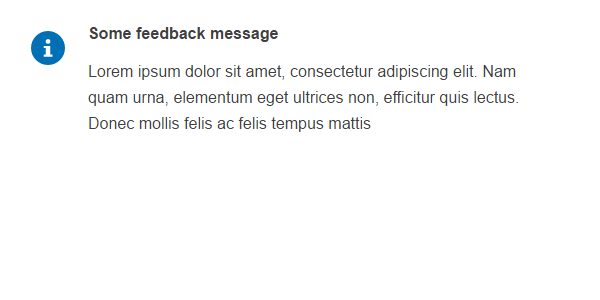 Some feedback message
Lorem ipsum dolor sit amet, consectetur adipiscing elit. Nam
quam urna, elementum eget ultrices non, efficitur quis lectus.
Donec mollis felis ac felis tempus mattis